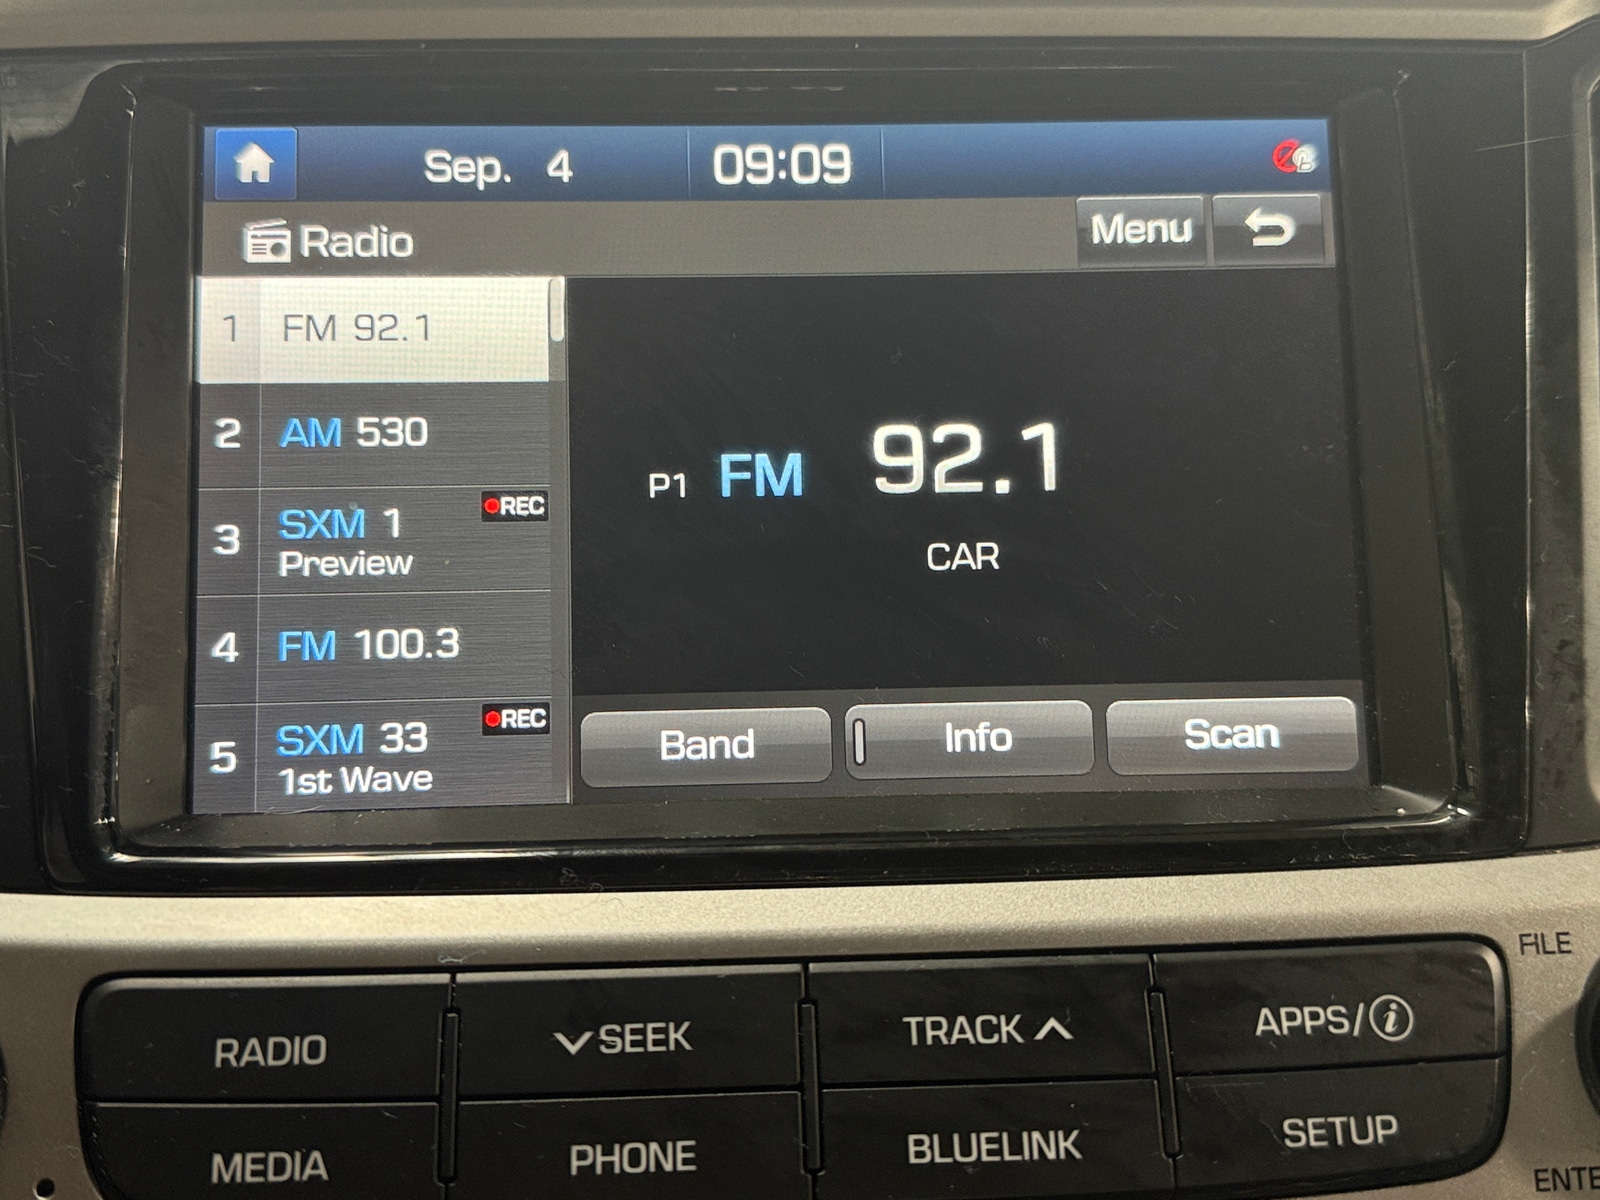 Sep. 4 09:09
Radio
Menu
1 FM 92.1
2 AM 530
3 SXM 1 REC
Preview
4 FM 100.3
5 SXM 33 REC
1st Wave
P1 FM 92.1
CAR
Band Info Scan
FILE
RADIO SEEK TRACK APPS/i
MEDIA PHONE BLUELINK SETUP
ENTE